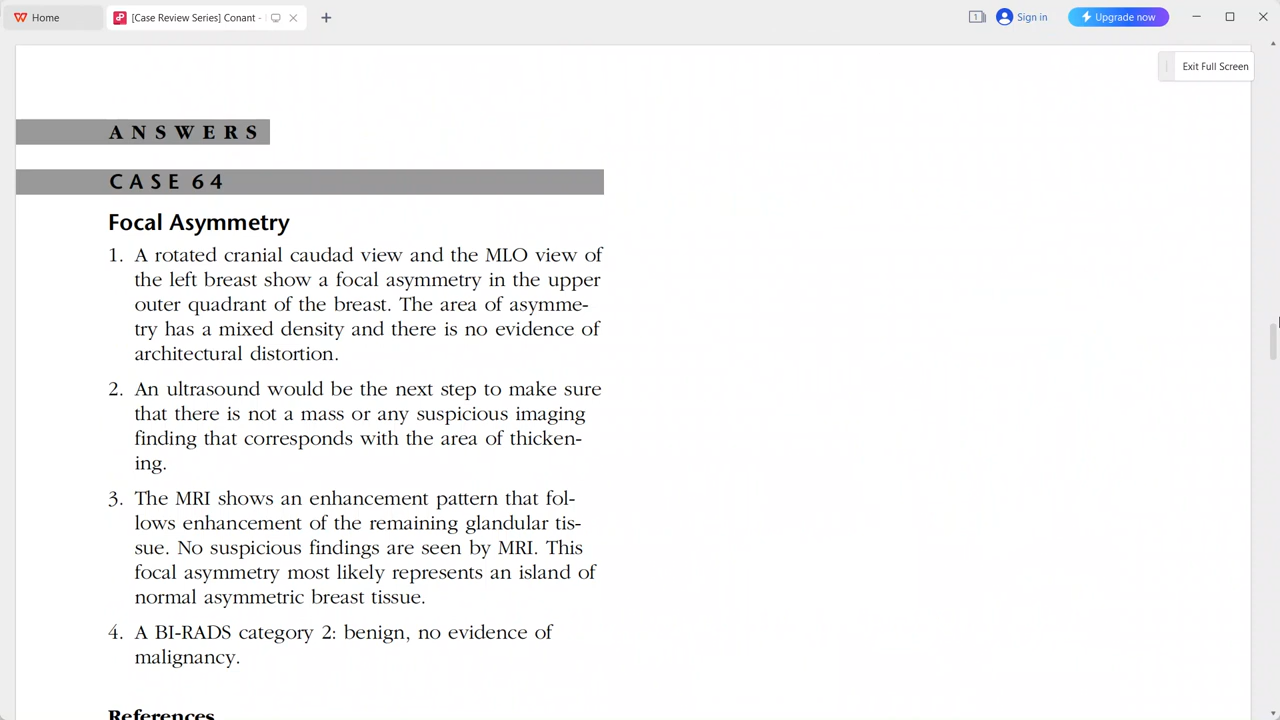 Home
[Case Review Series] Conant -
1
Sign in
Upgrade now
Exit Full Screen
ANSWERS
CASE 64
Focal Asymmetry
1. A rotated cranial caudad view and the MLO view of
the left breast show a focal asymmetry in the upper
outer quadrant of the breast. The area of asymme-
try has a mixed density and there is no evidence of
architectural distortion.
2. An ultrasound would be the next step to make sure
that there is not a mass or any suspicious imaging
finding that corresponds with the area of thicken-
ing.
3. The MRI shows an enhancement pattern that fol-
lows enhancement of the remaining glandular tis-
sue. No suspicious findings are seen by MRI. This
focal asymmetry most likely represents an island of
normal asymmetric breast tissue.
4. A BI-RADS category 2: benign, no evidence of
malignancy.
References